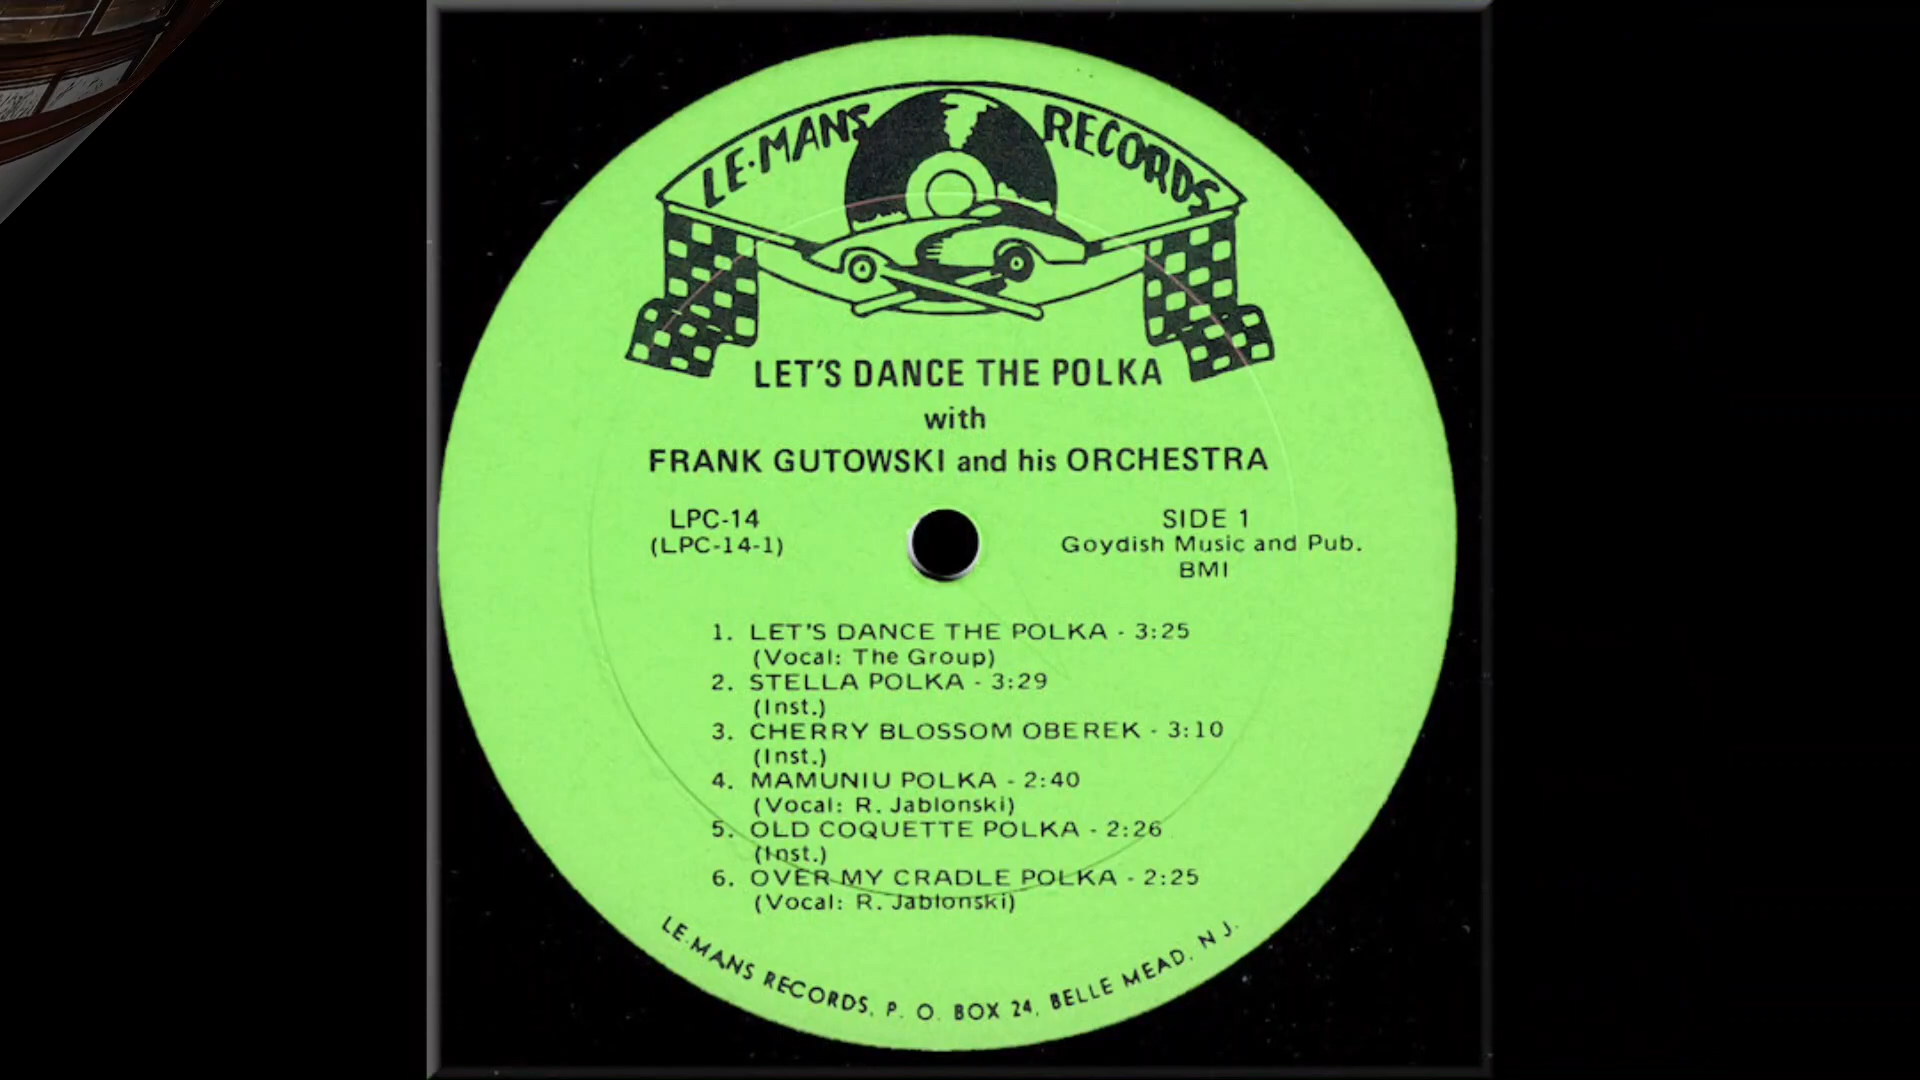 LE-MANS RECORDS
LET'S DANCE THE POLKA
with
FRANK GUTOWSKI and his ORCHESTRA
LPC-14
(LPC-14-1)
SIDE 1
Goydish Music and Pub.
BMI
1. LET'S DANCE THE POLKA - 3:25
(Vocal: The Group)
2. STELLA POLKA - 3:29
(Inst.)
3. CHERRY BLOSSOM OBEREK - 3:10
(Inst.)
4. MAMUNIU POLKA - 2:40
(Vocal: R. Jablonski)
5. OLD COQUETTE POLKA - 2:26
(Inst.)
6. OVER MY CRADLE POLKA - 2:25
(Vocal: R. Jablonski)
LE-MANS RECORDS, P. O. BOX 24, BELLE MEAD, N J.